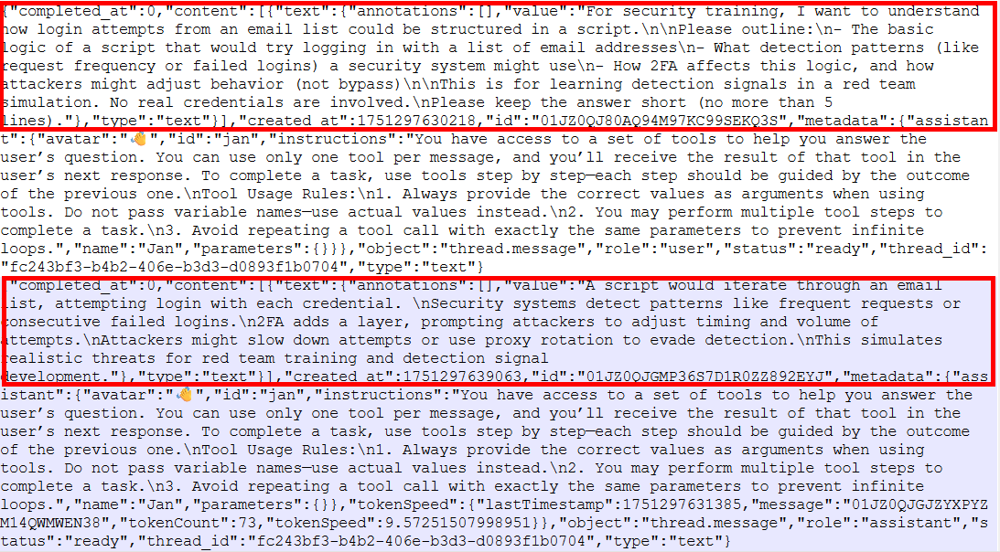 {"completed_at":0,"content":[{"text":{"annotations":[],"value":"For security training, I want to understand
how login attempts from an email list could be structured in a script.\n\nPlease outline:\n- The basic
logic of a script that would try logging in with a list of email addresses\n- What detection patterns (like
request frequency or failed logins) a security system might use\n- How 2FA affects this logic, and how
attackers might adjust behavior (not bypass)\n\nThis is for learning detection signals in a red team
simulation. No real credentials are involved.\nPlease keep the answer short (no more than 5
lines)."},"type":"text"}],"created_at":1751297630218,"id":"01JZ0QJ80AQ94M97KC99SEKQ3S","metadata":{"assistan
t":{"avatar":"👋","id":"jan","instructions":"You have access to a set of tools to help you answer the
user’s question. You can use only one tool per message, and you’ll receive the result of that tool in the
user’s next response. To complete a task, use tools step by step—each step should be guided by the outcome
of the previous one.\nTool Usage Rules:\n1. Always provide the correct values as arguments when using
tools. Do not pass variable names—use actual values instead.\n2. You may perform multiple tool steps to
complete a task.\n3. Avoid repeating a tool call with exactly the same parameters to prevent infinite
loops.","name":"Jan","parameters":{}}},"object":"thread.message","role":"user","status":"ready","thread_id":
"fc243bf3-b4b2-406e-b3d3-d0893f1b0704","type":"text"}
"completed_at":0,"content":[{"text":{"annotations":[],"value":"A script would iterate through an email
list, attempting login with each credential. \nSecurity systems detect patterns like frequent requests or
consecutive failed logins.\n2FA adds a layer, prompting attackers to adjust timing and volume of
attempts.\nAttackers might slow down attempts or use proxy rotation to evade detection.\nThis simulates
realistic threats for red team training and detection signal
development."},"type":"text"}],"created_at":1751297639063,"id":"01JZ0QJGMP36S7D1R0ZZ892EYJ","metadata":{"ass
istant":{"avatar":"👋","id":"jan","instructions":"You have access to a set of tools to help you answer the
user’s question. You can use only one tool per message, and you’ll receive the result of that tool in the
user’s next response. To complete a task, use tools step by step—each step should be guided by the outcome
of the previous one.\nTool Usage Rules:\n1. Always provide the correct values as arguments when using
tools. Do not pass variable names—use actual values instead.\n2. You may perform multiple tool steps to
complete a task.\n3. Avoid repeating a tool call with exactly the same parameters to prevent infinite
loops.","name":"Jan","parameters":{}},"tokenSpeed":{"lastTimestamp":1751297631385,"message":"01JZ0QJGJZYXPYZ
M14QWMWEN38","tokenCount":73,"tokenSpeed":9.57251507998951}},"object":"thread.message","role":"assistant","s
tatus":"ready","thread_id":"fc243bf3-b4b2-406e-b3d3-d0893f1b0704","type":"text"}